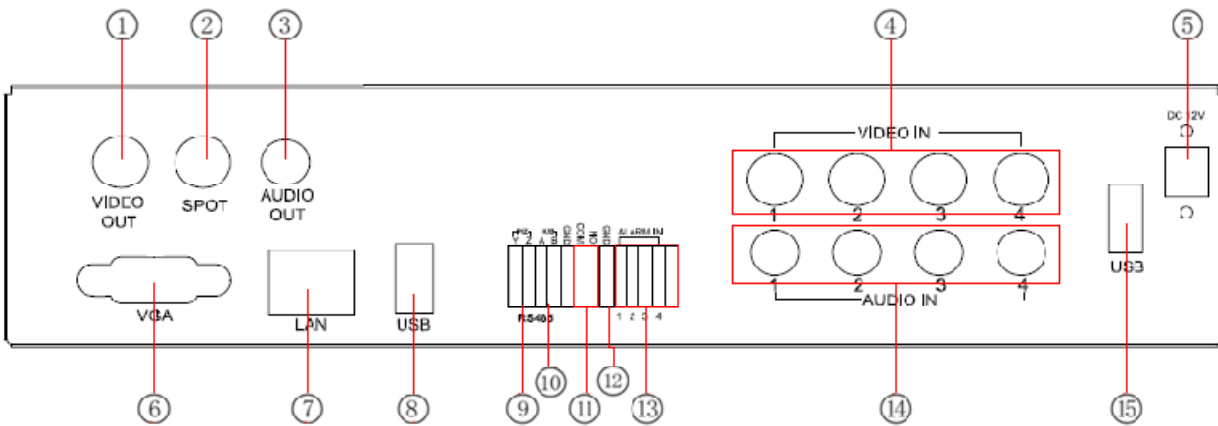 ① ② ③ ④ ⑤
DC 12V
VIDEO IN
VIDEO OUT
SPOT
AUDIO OUT
1 2 3 4
Y Z A B GND COM NO GND ALARM IN
1 2 3 4
AUDIO IN
USB
VGA
LAN
USB
RS485
1 2 3 4
⑥ ⑦ ⑧ ⑨ ⑩ ⑪ ⑫ ⑬ ⑭ ⑮